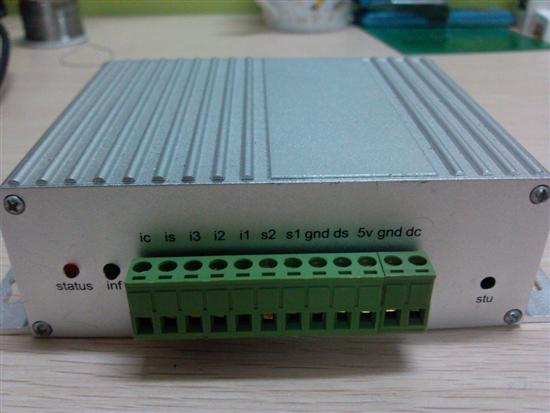 ic is i3 i2 i1 s2 s1 gnd ds 5v gnd dc
status inf stu